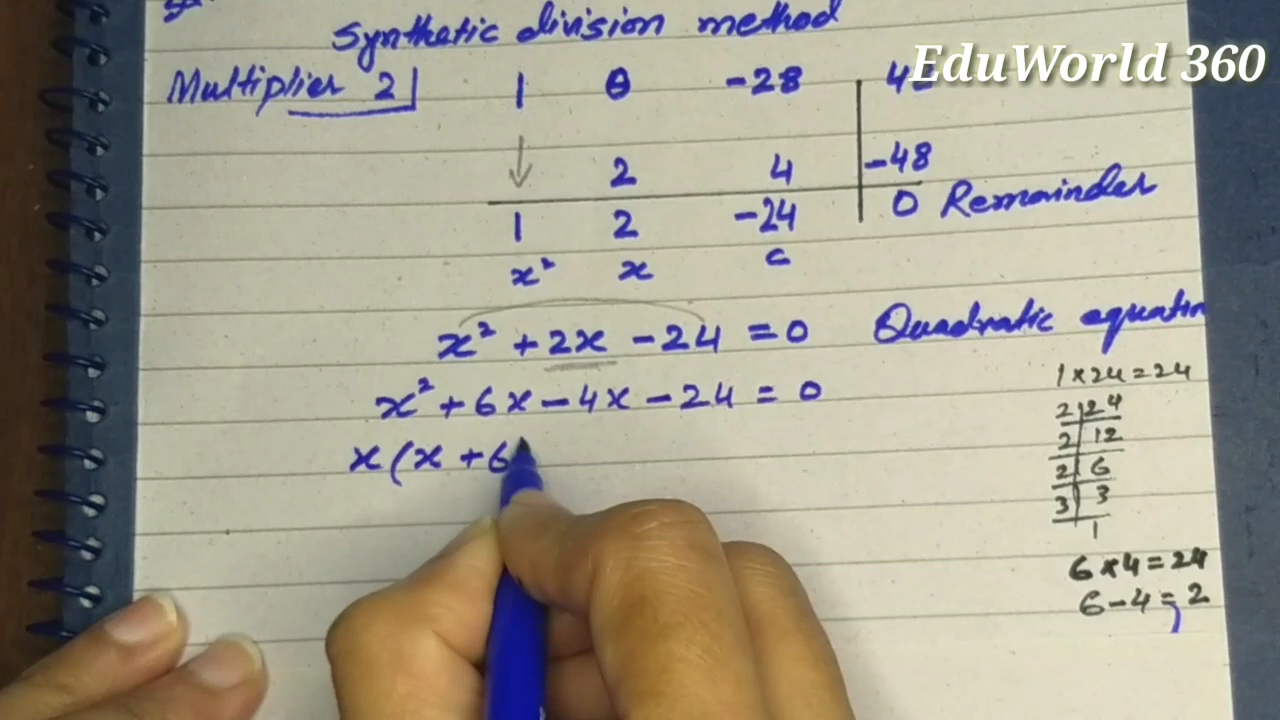 Synthetic division method
EduWorld 360
Multiplier 2 1 0 -28
2 4 -48
1 2 -24 0 Remainder
x² x c
x² + 2x - 24 = 0 Quadratic
1 × 24 = 24
x² + 6x - 4x - 24 = 0
2 24
2 12
x (x + 6
2 6
3 3
1
6 × 4 = 24
6 - 4 = 2